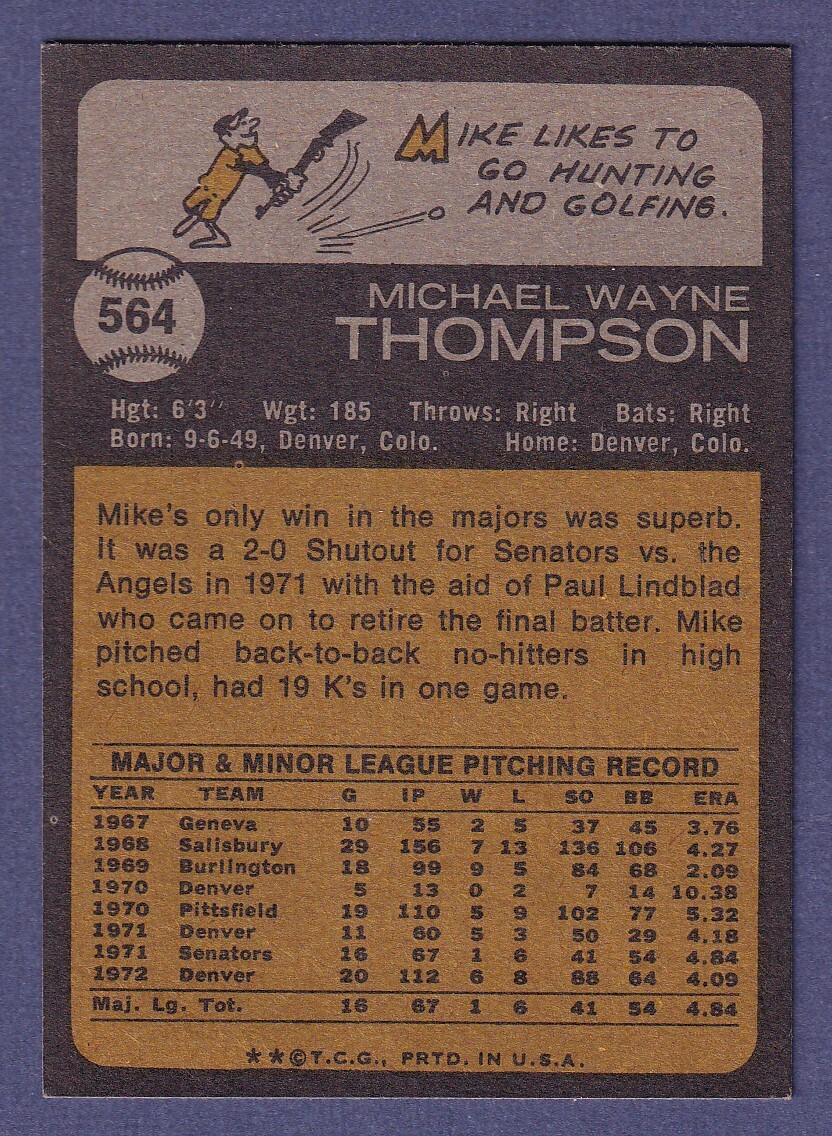 MIKE LIKES TO
GO HUNTING
AND GOLFING.
564
MICHAEL WAYNE
THOMPSON
Hgt: 6'3" Wgt: 185 Throws: Right Bats: Right
Born: 9-6-49, Denver, Colo. Home: Denver, Colo.
Mike's only win in the majors was superb.
It was a 2-0 Shutout for Senators vs. the
Angels in 1971 with the aid of Paul Lindblad
who came on to retire the final batter. Mike
pitched back-to-back no-hitters in high
school, had 19 K's in one game.
MAJOR & MINOR LEAGUE PITCHING RECORD
YEAR TEAM G IP W L SO BB ERA
1967 Geneva 10 55 2 5 37 45 3.76
1968 Salisbury 29 156 7 13 136 106 4.27
1969 Burlington 18 99 9 5 84 68 2.09
1970 Denver 5 13 0 2 7 14 10.38
1970 Pittsfield 19 110 5 9 102 77 5.32
1971 Denver 11 60 5 3 50 29 4.18
1971 Senators 16 67 1 6 41 54 4.84
1972 Denver 20 112 6 8 88 64 4.09
Maj. Lg. Tot. 16 67 1 6 41 54 4.84
**©T.C.G., PRTD. IN U.S.A.